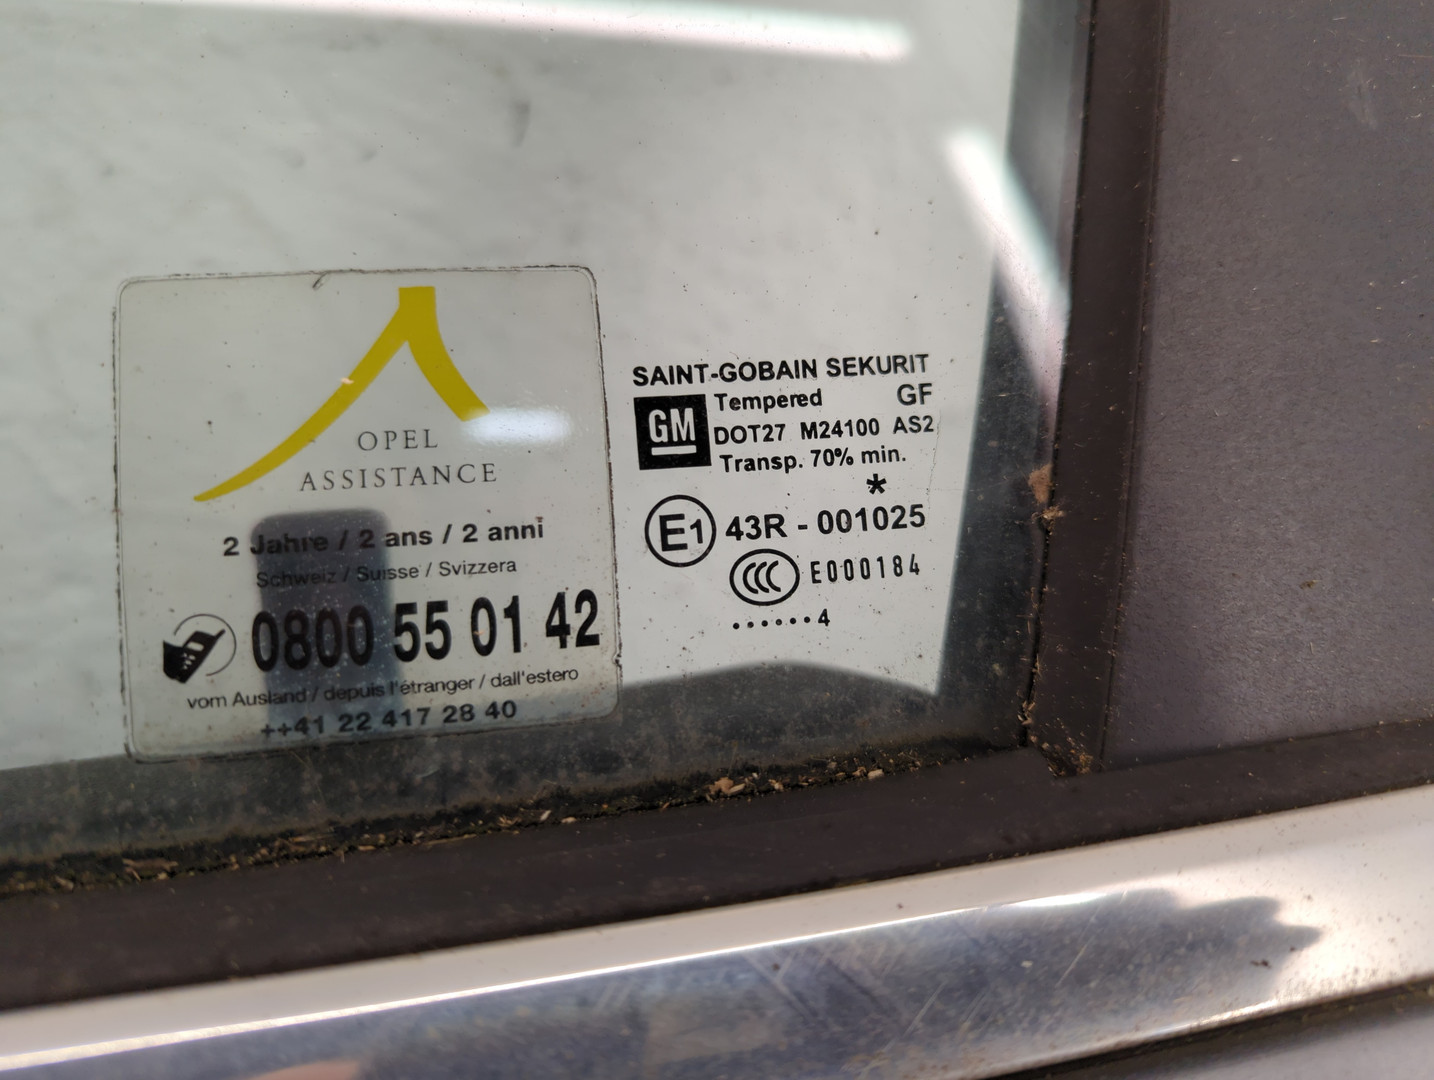 OPEL
ASSISTANCE
2 Jahre / 2 ans / 2 anni
Schweiz / Suisse / Svizzera
0800 55 01 42
vom Ausland / depuis l'étranger / dall'estero
++41 22 417 28 40
SAINT-GOBAIN SEKURIT
GM
Tempered GF
DOT27 M24100 AS2
Transp. 70% min.
*
E1 43R - 001025
CCC E000184
......4